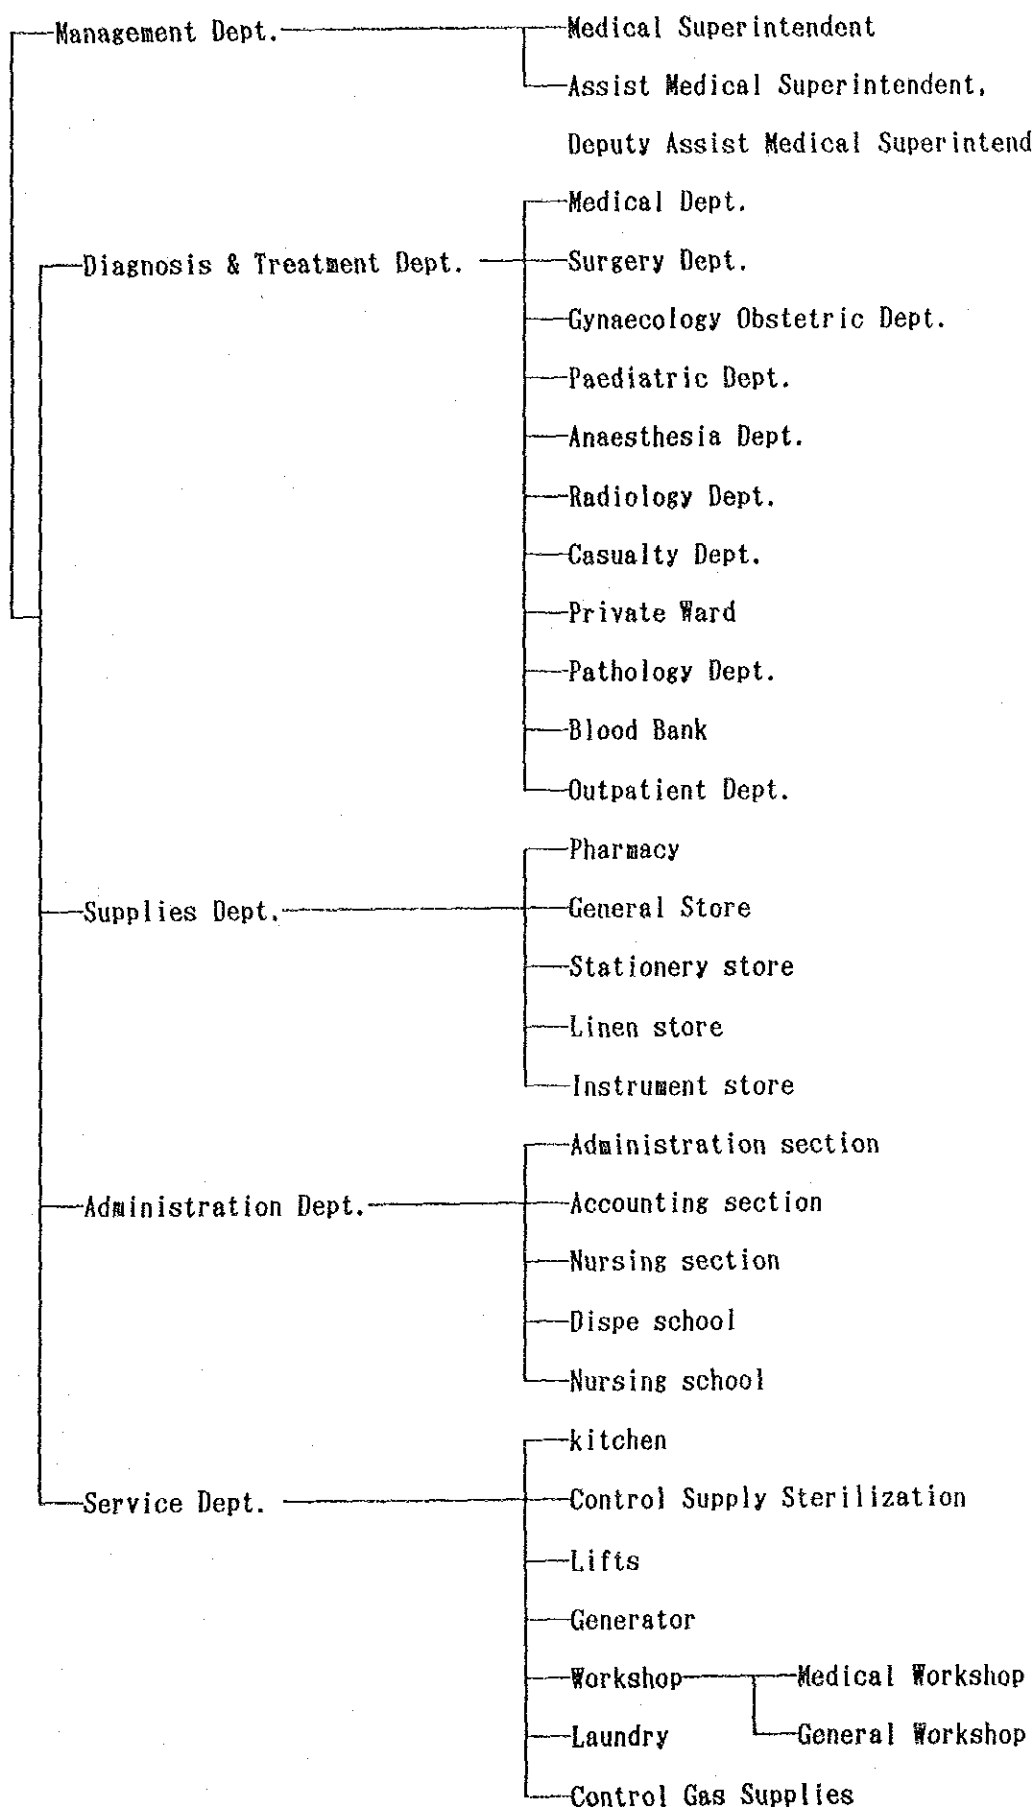 Management Dept. Medical Superintendent
Assist Medical Superintendent,
Deputy Assist Medical Superintend
Medical Dept.
Diagnosis & Treatment Dept. Surgery Dept.
Gynaecology Obstetric Dept.
Paediatric Dept.
Anaesthesia Dept.
Radiology Dept.
Casualty Dept.
Private Ward
Pathology Dept.
Blood Bank
Outpatient Dept.
Pharmacy
Supplies Dept. General Store
Stationery store
Linen store
Instrument store
Administration section
Administration Dept. Accounting section
Nursing section
Dispe school
Nursing school
kitchen
Service Dept. Control Supply Sterilization
Lifts
Generator
Workshop Medical Workshop
Laundry General Workshop
Control Gas Supplies